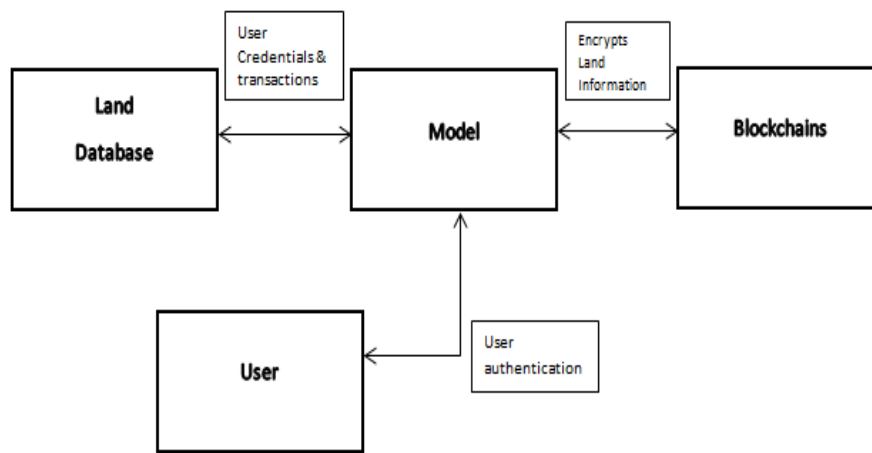 User
Credentials &
transactions
Encrypts
Land
Information
Land
Database
Model
Blockchains
User
User
authentication